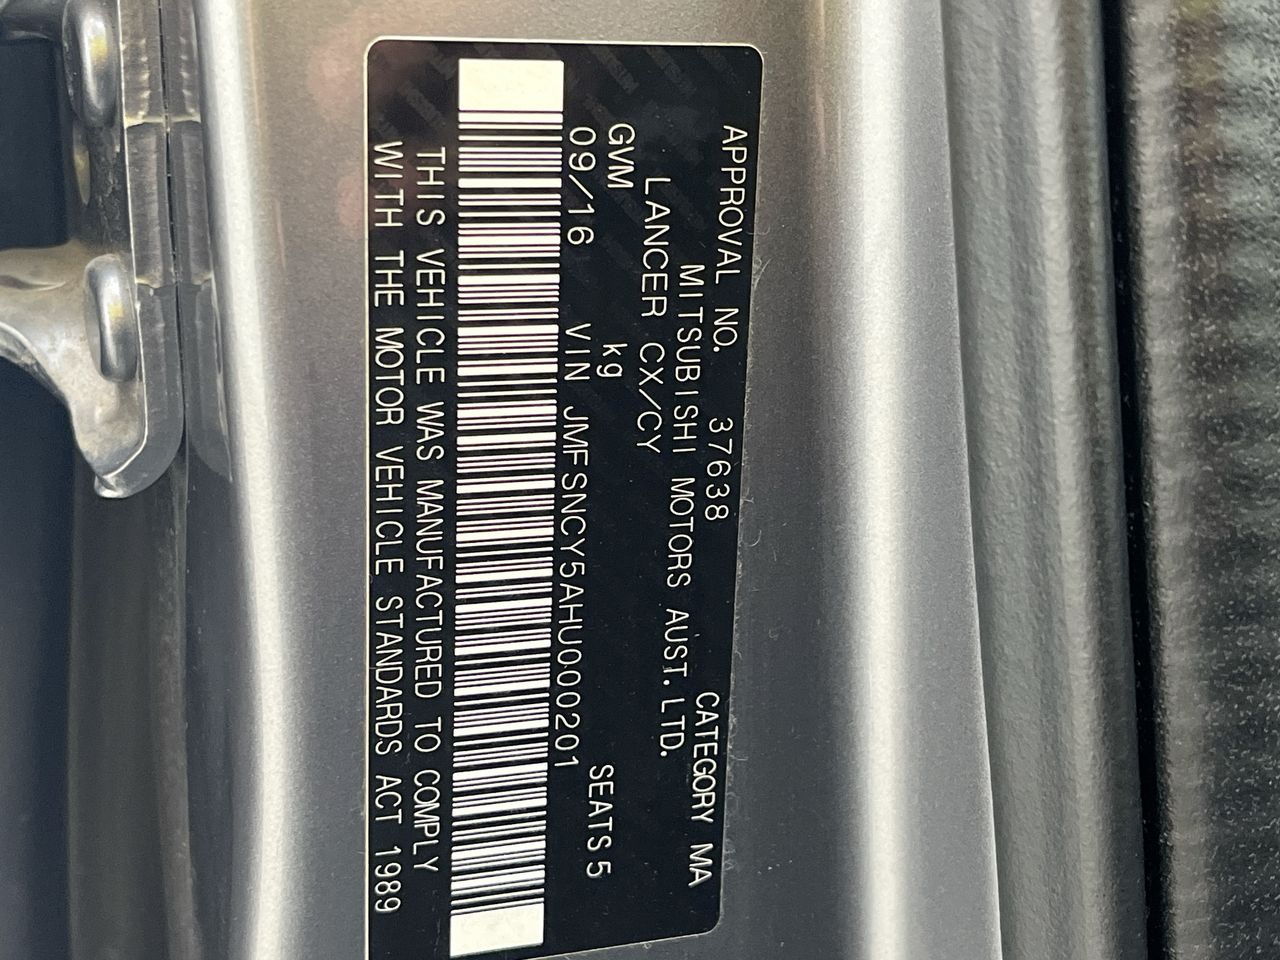 APPROVAL NO. 37638 CATEGORY MA
MITSUBISHI MOTORS AUST.LTD.
LANCER CX/CY
GVM kg SEATS 5
09/16 VIN JMFSNCY5AHU000201
THIS VEHICLE WAS MANUFACTURED TO COMPLY
WITH THE MOTOR VEHICLE STANDARDS ACT 1989